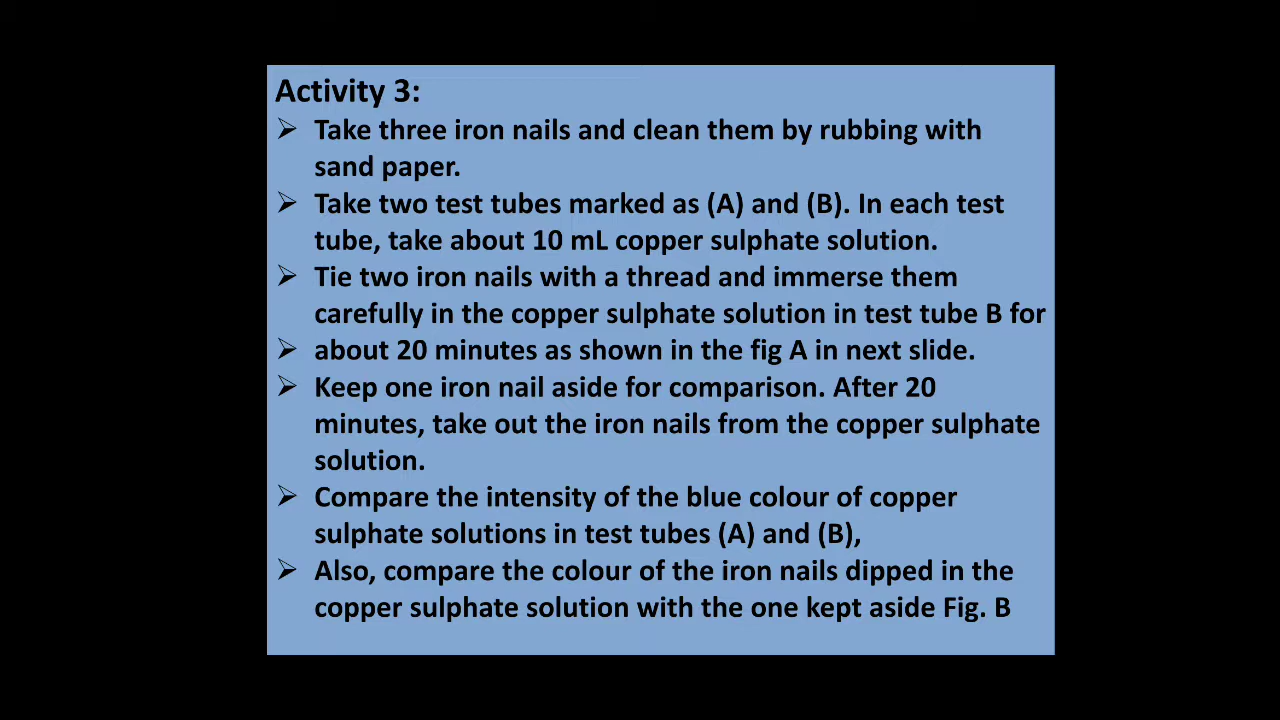 Activity 3:
➢ Take three iron nails and clean them by rubbing with
sand paper.
➢ Take two test tubes marked as (A) and (B). In each test
tube, take about 10 mL copper sulphate solution.
➢ Tie two iron nails with a thread and immerse them
carefully in the copper sulphate solution in test tube B for
➢ about 20 minutes as shown in the fig A in next slide.
➢ Keep one iron nail aside for comparison. After 20
minutes, take out the iron nails from the copper sulphate
solution.
➢ Compare the intensity of the blue colour of copper
sulphate solutions in test tubes (A) and (B),
➢ Also, compare the colour of the iron nails dipped in the
copper sulphate solution with the one kept aside Fig. B